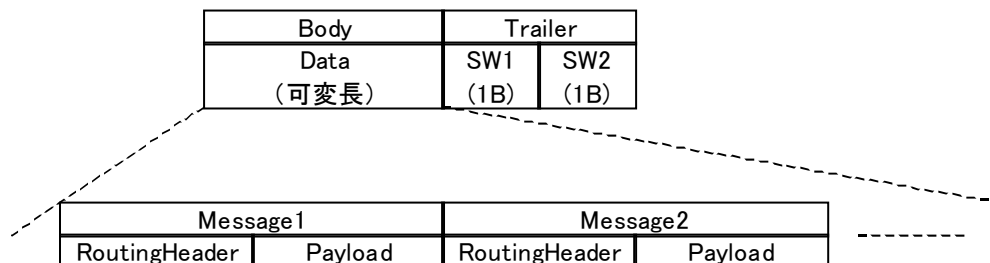 Body Trailer
Data SW1 SW2
(可変長) (1B) (1B)
Message1 Message2
RoutingHeader Payload RoutingHeader Payload